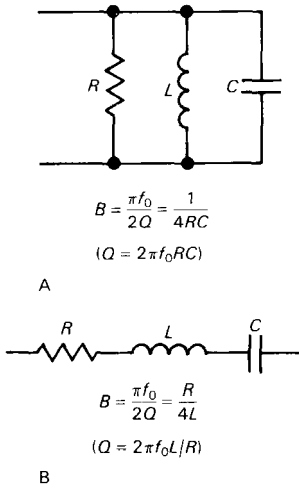 R
L
C
B = πf₀/2Q = 1/4RC
(Q = 2πf₀RC)
A
R
L
C
B = πf₀/2Q = R/4L
(Q = 2πf₀L/R)
B